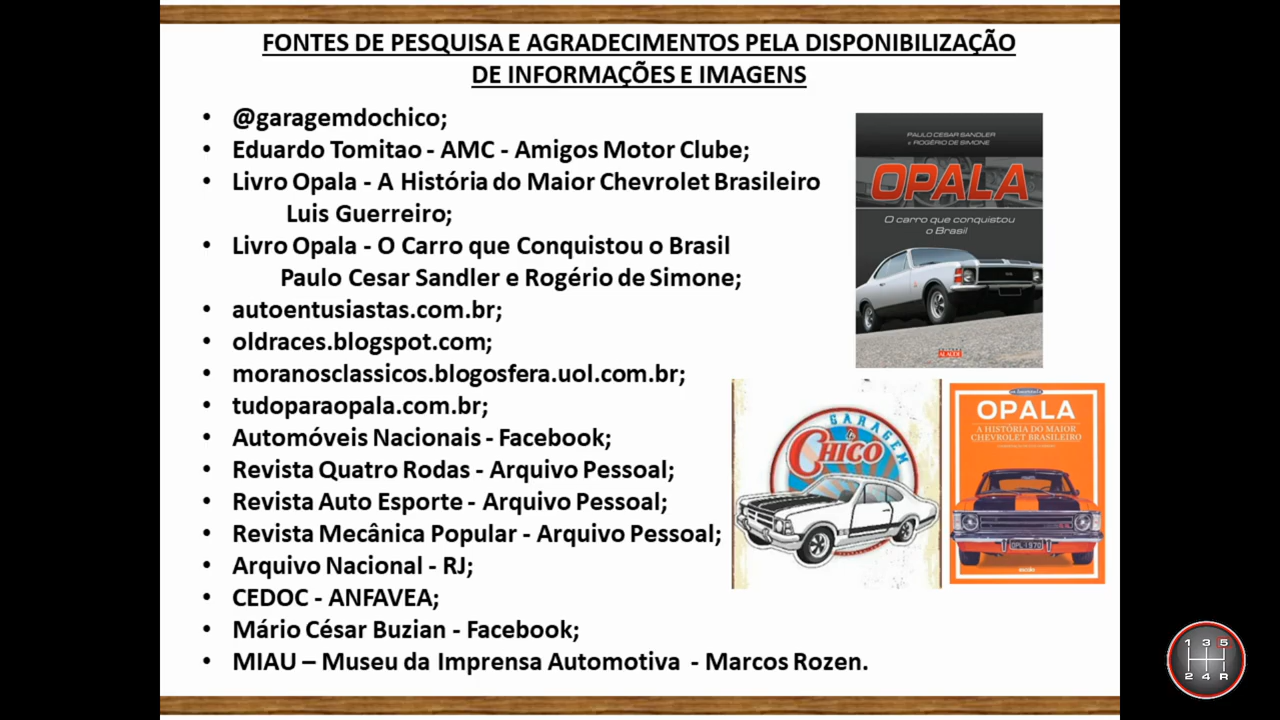 FONTES DE PESQUISA E AGRADECIMENTOS PELA DISPONIBILIZAÇÃO
DE INFORMAÇÕES E IMAGENS
• @garagemdochico;
• Eduardo Tomitao - AMC - Amigos Motor Clube;
• Livro Opala - A História do Maior Chevrolet Brasileiro
Luis Guerreiro;
• Livro Opala - O Carro que Conquistou o Brasil
Paulo Cesar Sandler e Rogério de Simone;
• autoentusiastas.com.br;
• oldraces.blogspot.com;
• moranosclassicos.blogosfera.uol.com.br;
• tudoparaopala.com.br;
• Automóveis Nacionais - Facebook;
• Revista Quatro Rodas - Arquivo Pessoal;
• Revista Auto Esporte - Arquivo Pessoal;
• Revista Mecânica Popular - Arquivo Pessoal;
• Arquivo Nacional - RJ;
• CEDOC - ANFAVEA;
• Mário César Buzian - Facebook;
• MIAU – Museu da Imprensa Automotiva - Marcos Rozen.
PAULO CESAR SANDLER
e ROGÉRIO DE SIMONE
OPALA
O carro que conquistou
o Brasil
ALAÚDE
GARAGEM
do
CHICO
OPALA
A HISTÓRIA DO MAIOR
CHEVROLET BRASILEIRO
OPL-1970
escala
1 3 5
2 4 R